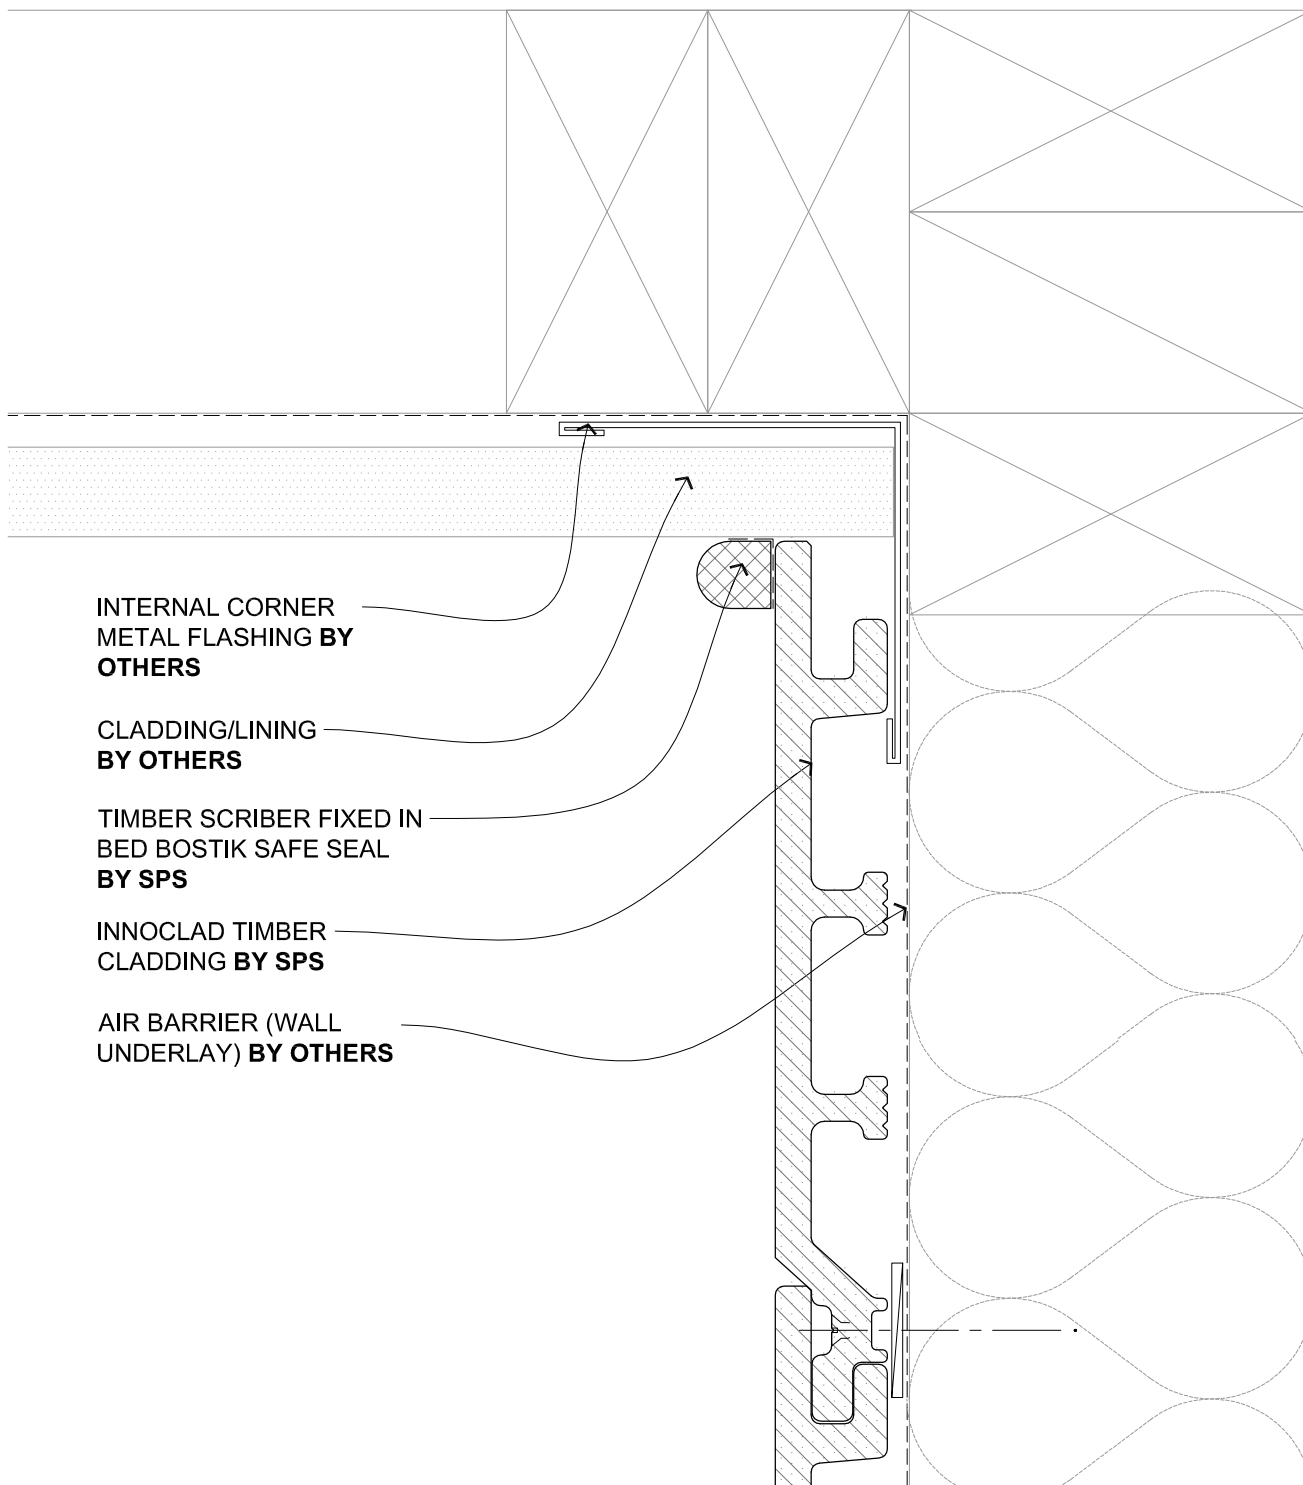 INTERNAL CORNER
METAL FLASHING BY
OTHERS
CLADDING/LINING
BY OTHERS
TIMBER SCRIBER FIXED IN
BED BOSTIK SAFE SEAL
BY SPS
INNOCLAD TIMBER
CLADDING BY SPS
AIR BARRIER (WALL
UNDERLAY) BY OTHERS